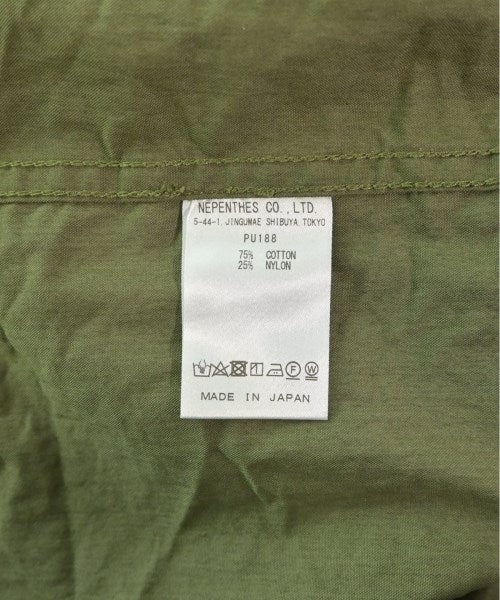 NEPENTHES CO.,LTD.
5-44-1 JINGUMAE SHIBUYA TOKYO
PU188
75% COTTON
25% NYLON
MADE IN JAPAN